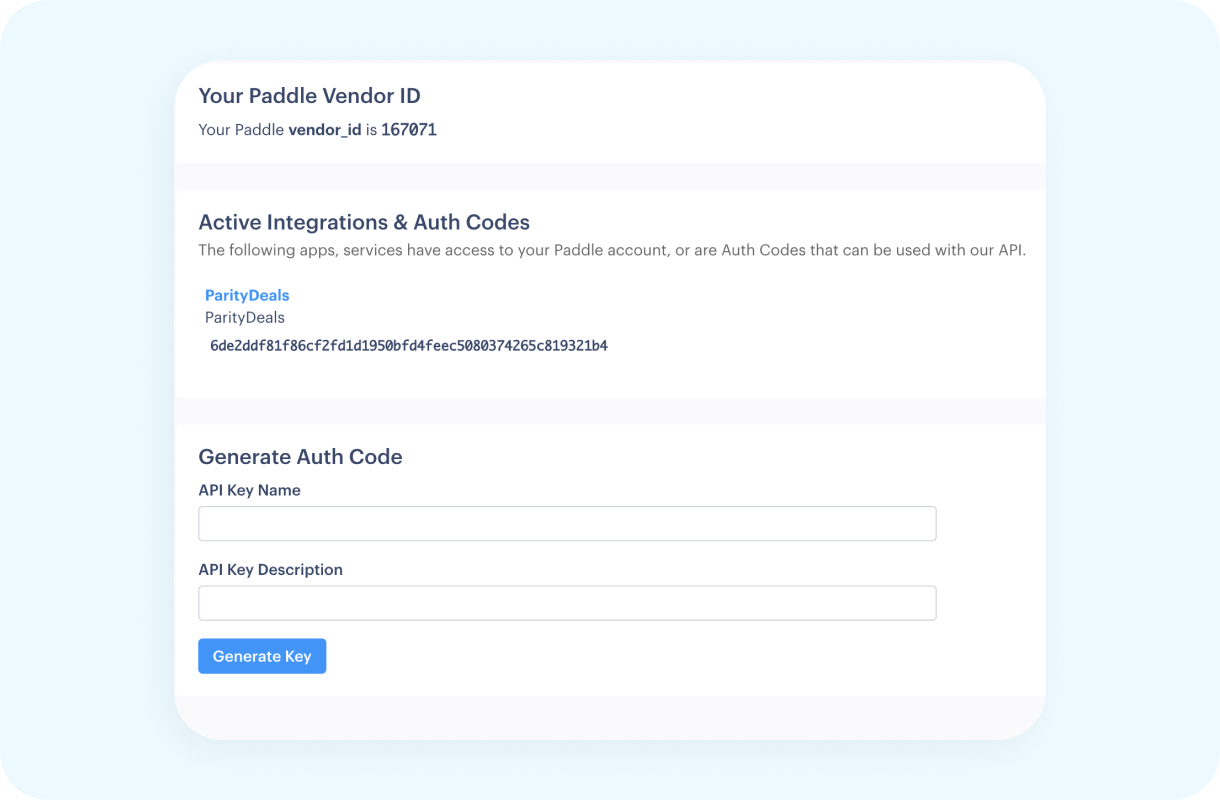 Your Paddle Vendor ID
Your Paddle vendor_id is 167071
Active Integrations & Auth Codes
The following apps, services have access to your Paddle account, or are Auth Codes that can be used with our API.
ParityDeals
ParityDeals
6de2ddf81f86cf2fd1d1950bfd4feec5080374265c819321b4
Generate Auth Code
API Key Name
API Key Description
Generate Key